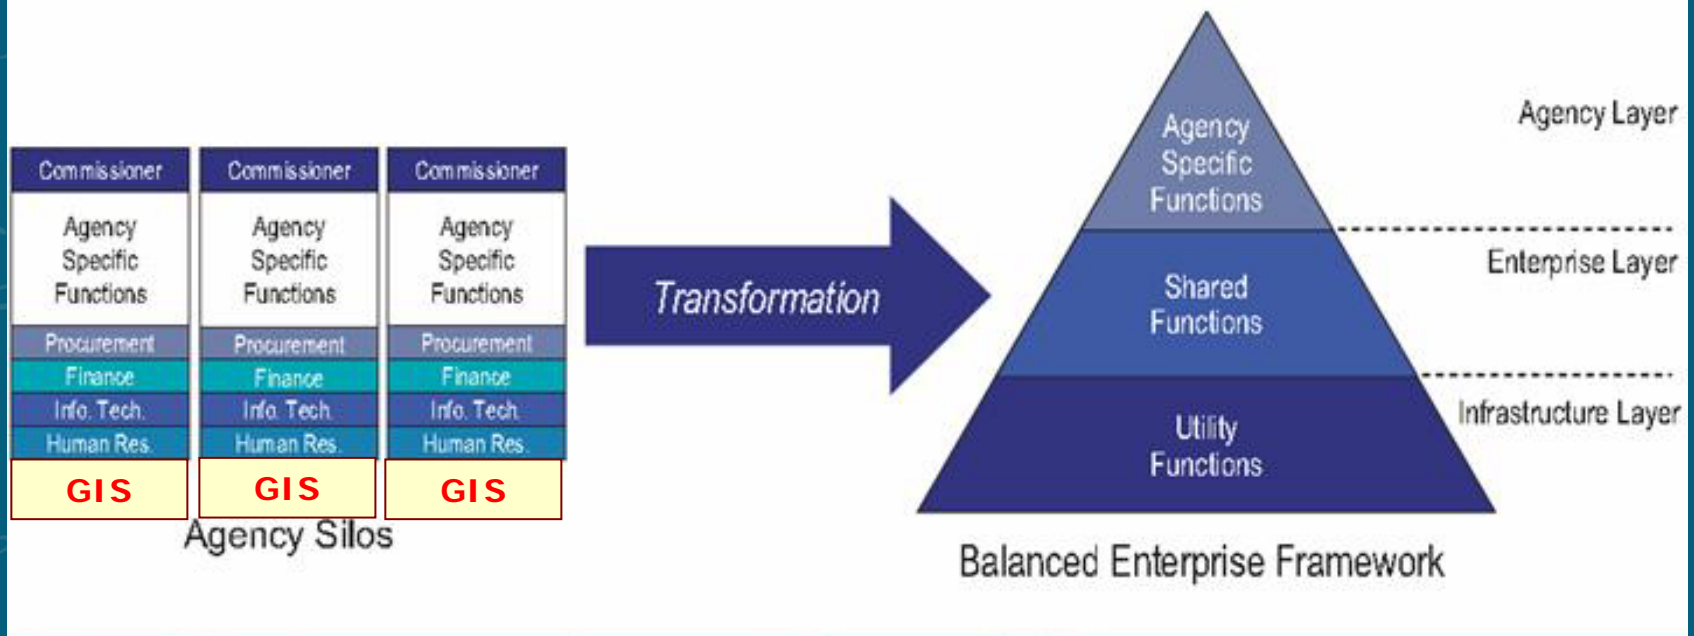 Commissioner
Agency
Specific
Functions
Procurement
Finance
Info. Tech.
Human Res.
GIS
Commissioner
Agency
Specific
Functions
Procurement
Finance
Info. Tech.
Human Res.
GIS
Commissioner
Agency
Specific
Functions
Procurement
Finance
Info. Tech.
Human Res.
GIS
Agency Silos
Transformation
Agency
Specific
Functions
Shared
Functions
Utility
Functions
Agency Layer
Enterprise Layer
Infrastructure Layer
Balanced Enterprise Framework